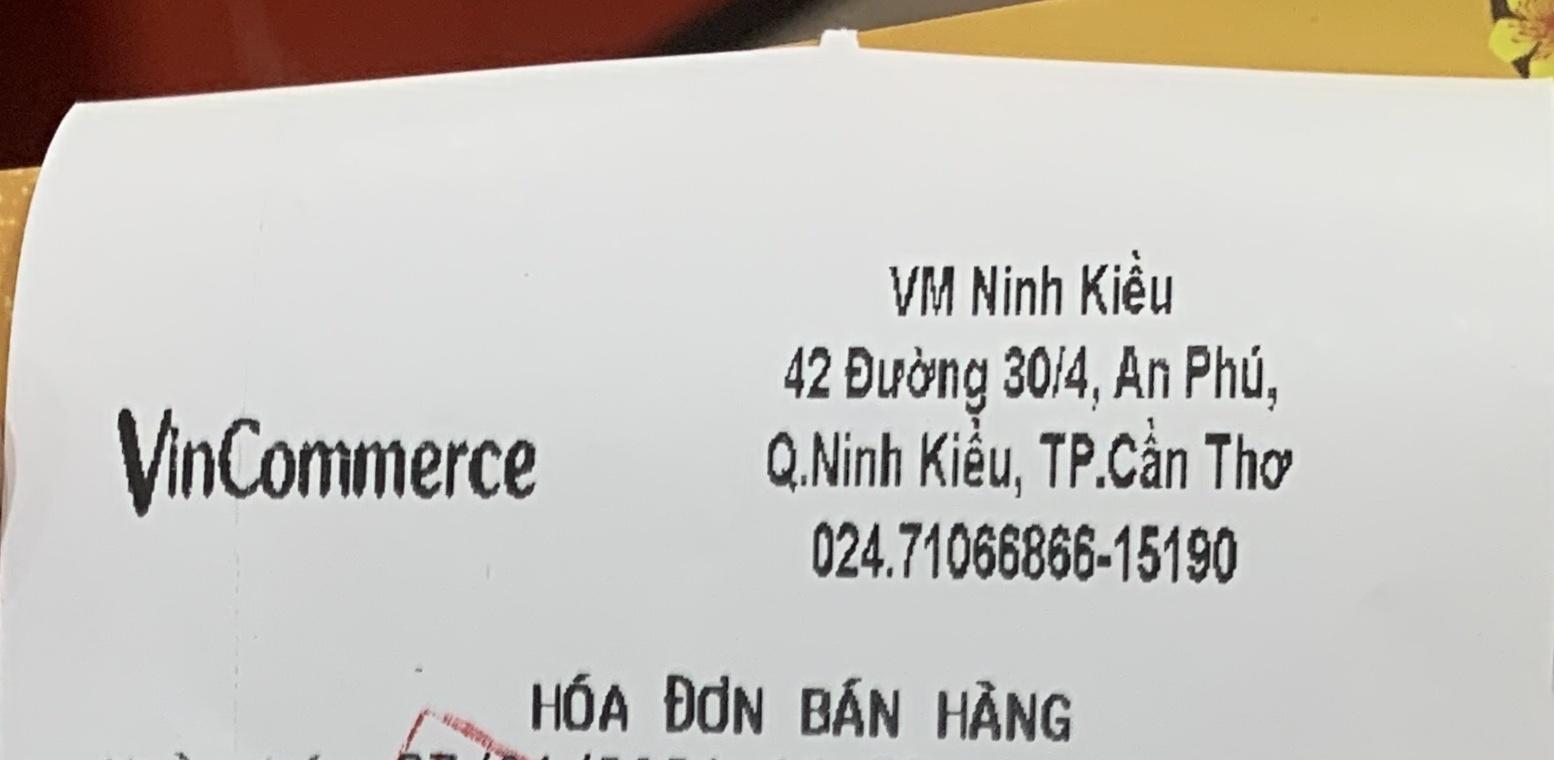 VM Ninh Kiều
42 Đường 30/4, An Phú,
VinCommerce
Q.Ninh Kiều, TP.Cần Thơ
024.71066866-15190
HÓA ĐƠN BÁN HÀNG